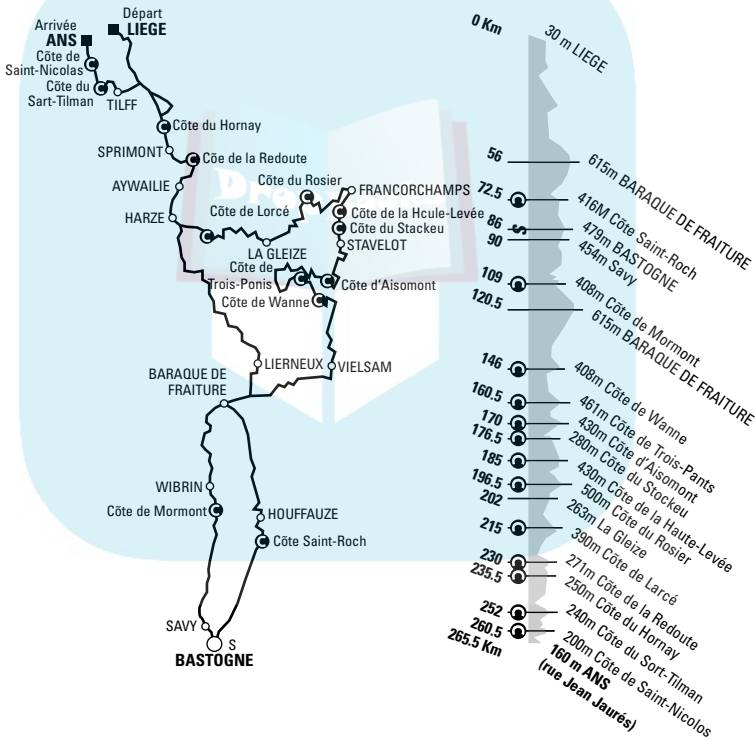 Départ
LIEGE
Arrivée
ANS
Côte de
Saint-Nicolas
Côte du
Sart-Tilman
TILFF
Côte du Hornay
SPRIMONT
Cõe de la Redoute
AYWAILIE
Côte du Rosier
FRANCORCHAMPS
HARZE
Côte de Lorcé
Côte de la Hcule-Levée
Côte du Stackeu
LA GLEIZE
STAVELOT
Côte de
Trois-Ponis
Côte d'Aisomont
Côte de Wanne
LIERNEUX
VIELSAM
BARAQUE DE
FRAITURE
WIBRIN
Côte de Mormont
HOUFFAUZE
Côte Saint-Roch
SAVY
S
BASTOGNE
0 Km
30 m LIEGE
56
615m BARAQUE DE FRAITURE
72.5
416M Côte Saint-Roch
86
S
479m BASTOGNE
90
454m Savy
109
408m Côte de Mormont
120.5
615m BARAQUE DE FRAITURE
146
408m Côte de Wanne
160.5
461m Côte de Trois-Pants
170
430m Côte d'Aisomont
176.5
280m Côte du Stockeu
185
430m Côte de la Haute-Levée
196.5
500m Côte du Rosier
202
263m La Gleize
215
390m Côte de Larcé
230
271m Côte de la Redoute
235.5
250m Côte du Hornay
252
240m Côte du Sort-Tilman
260.5
200m Côte de Saint-Nicolos
265.5 Km
160 m ANS
(rue Jean Jaurés)